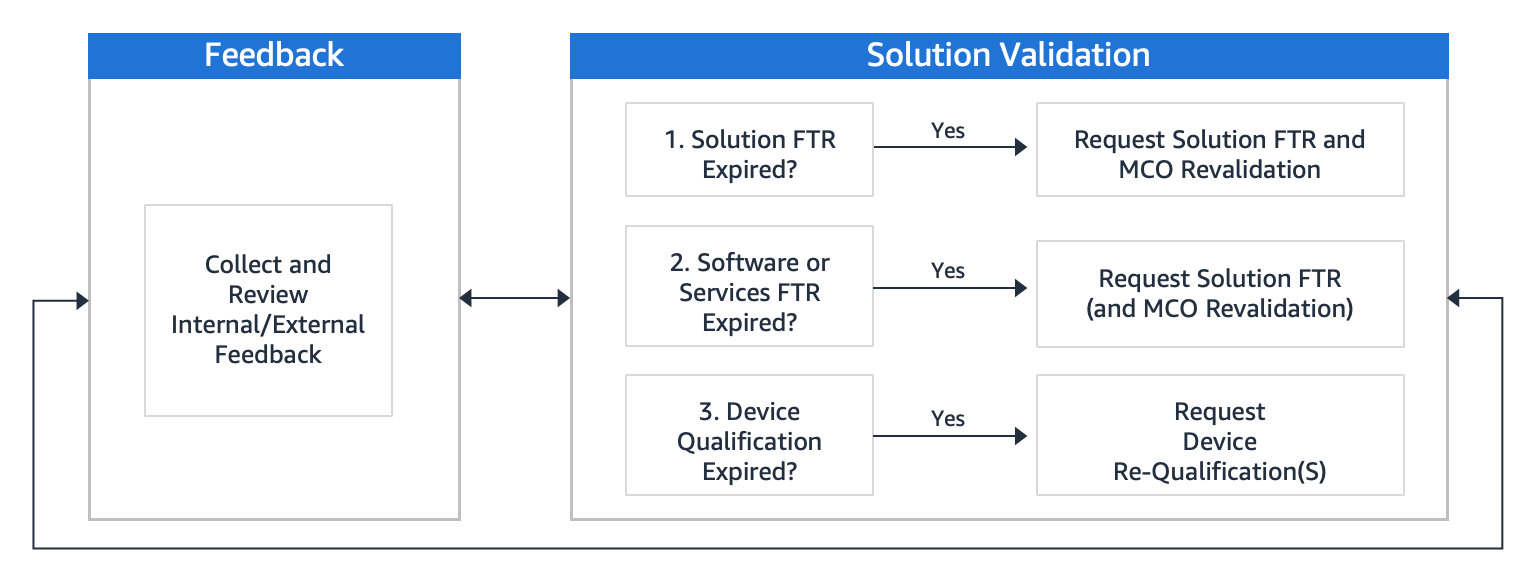 Feedback
Collect and
Review
Internal/External
Feedback
Solution Validation
1. Solution FTR
Expired?
Yes
Request Solution FTR and
MCO Revalidation
2. Software or
Services FTR
Expired?
Yes
Request Solution FTR
(and MCO Revalidation)
3. Device
Qualification
Expired?
Yes
Request
Device
Re-Qualification(S)